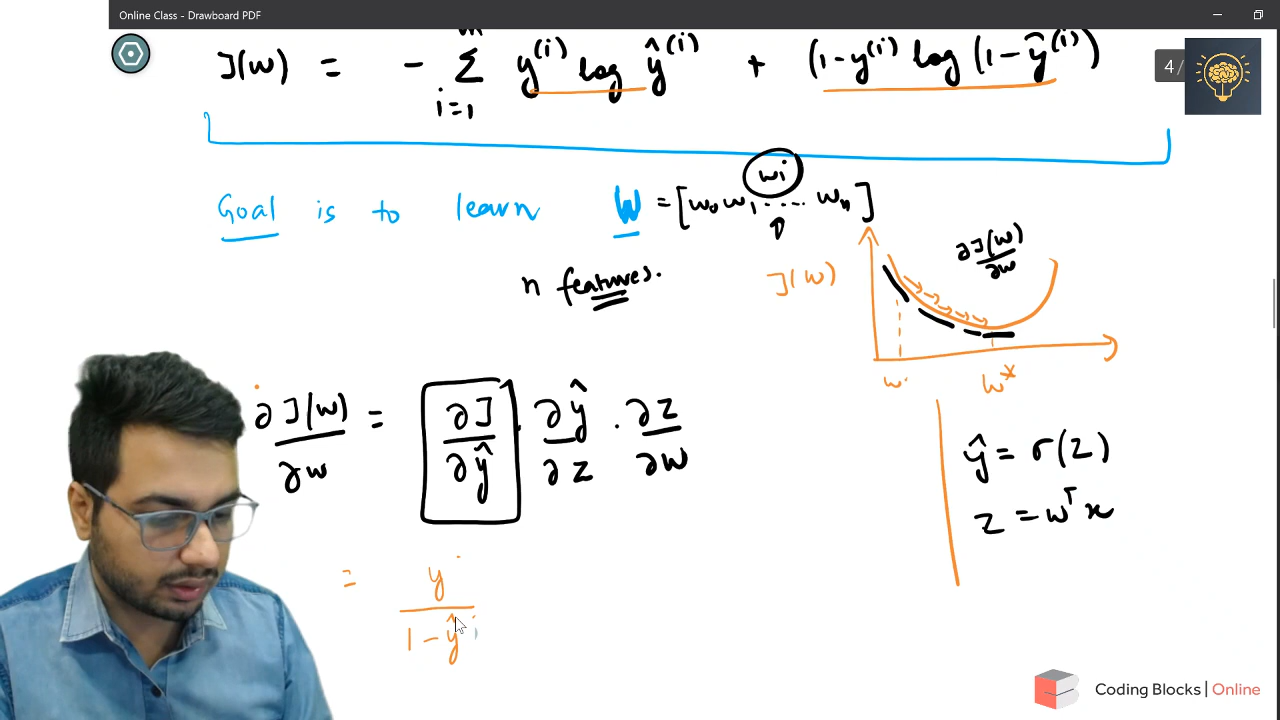 Online Class - Drawboard PDF
J(w) = - Σ y^(i) log ŷ^(i) + (1-y^(i) log (1-ŷ^(i))
i=1
4/
Goal is to learn W = [w₀ w₁ .... wₙ]
wi
n features.
J(w)
∂J(w)/∂w
w
w*
∂J(w)/∂w = ∂J/∂ŷ · ∂ŷ/∂z · ∂z/∂w
ŷ = σ(z)
z = wᵀx
= y/1-ŷ
Coding Blocks | Online